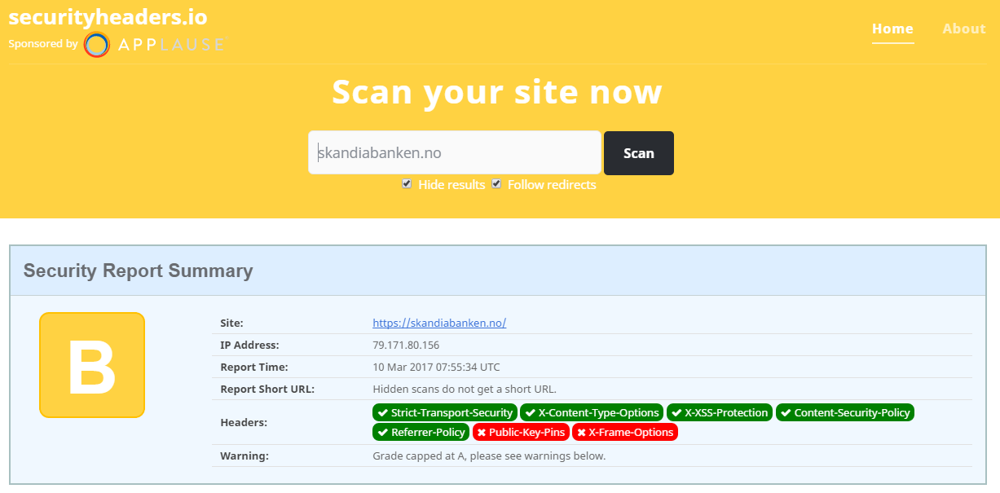 securityheaders.io
Sponsored by APPLAUSE
Home About
Scan your site now
skandiabanken.no Scan
Hide results Follow redirects
Security Report Summary
B
Site: https://skandiabanken.no/
IP Address: 79.171.80.156
Report Time: 10 Mar 2017 07:55:34 UTC
Report Short URL: Hidden scans do not get a short URL.
Headers: Strict-Transport-Security X-Content-Type-Options X-XSS-Protection Content-Security-Policy
Referrer-Policy Public-Key-Pins X-Frame-Options
Warning: Grade capped at A, please see warnings below.